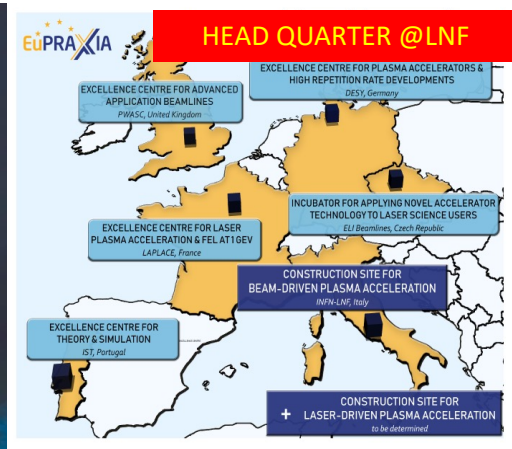 EuPRAXIA
HEAD QUARTER @LNF
EXCELLENCE CENTRE FOR PLASMA ACCELERATORS &
HIGH REPETITION RATE DEVELOPMENTS
DESY, Germany
EXCELLENCE CENTRE FOR ADVANCED
APPLICATION BEAMLINES
PWASC, United Kingdom
INCUBATOR FOR APPLYING NOVEL ACCELERATOR
TECHNOLOGY TO LASER SCIENCE USERS
ELI Beamlines, Czech Republic
EXCELLENCE CENTRE FOR LASER
PLASMA ACCELERATION & FEL AT 1 GEV
LAPLACE, France
CONSTRUCTION SITE FOR
BEAM-DRIVEN PLASMA ACCELERATION
INFN-LNF, Italy
EXCELLENCE CENTRE FOR
THEORY & SIMULATION
IST, Portugal
+ CONSTRUCTION SITE FOR
LASER-DRIVEN PLASMA ACCELERATION
to be determined